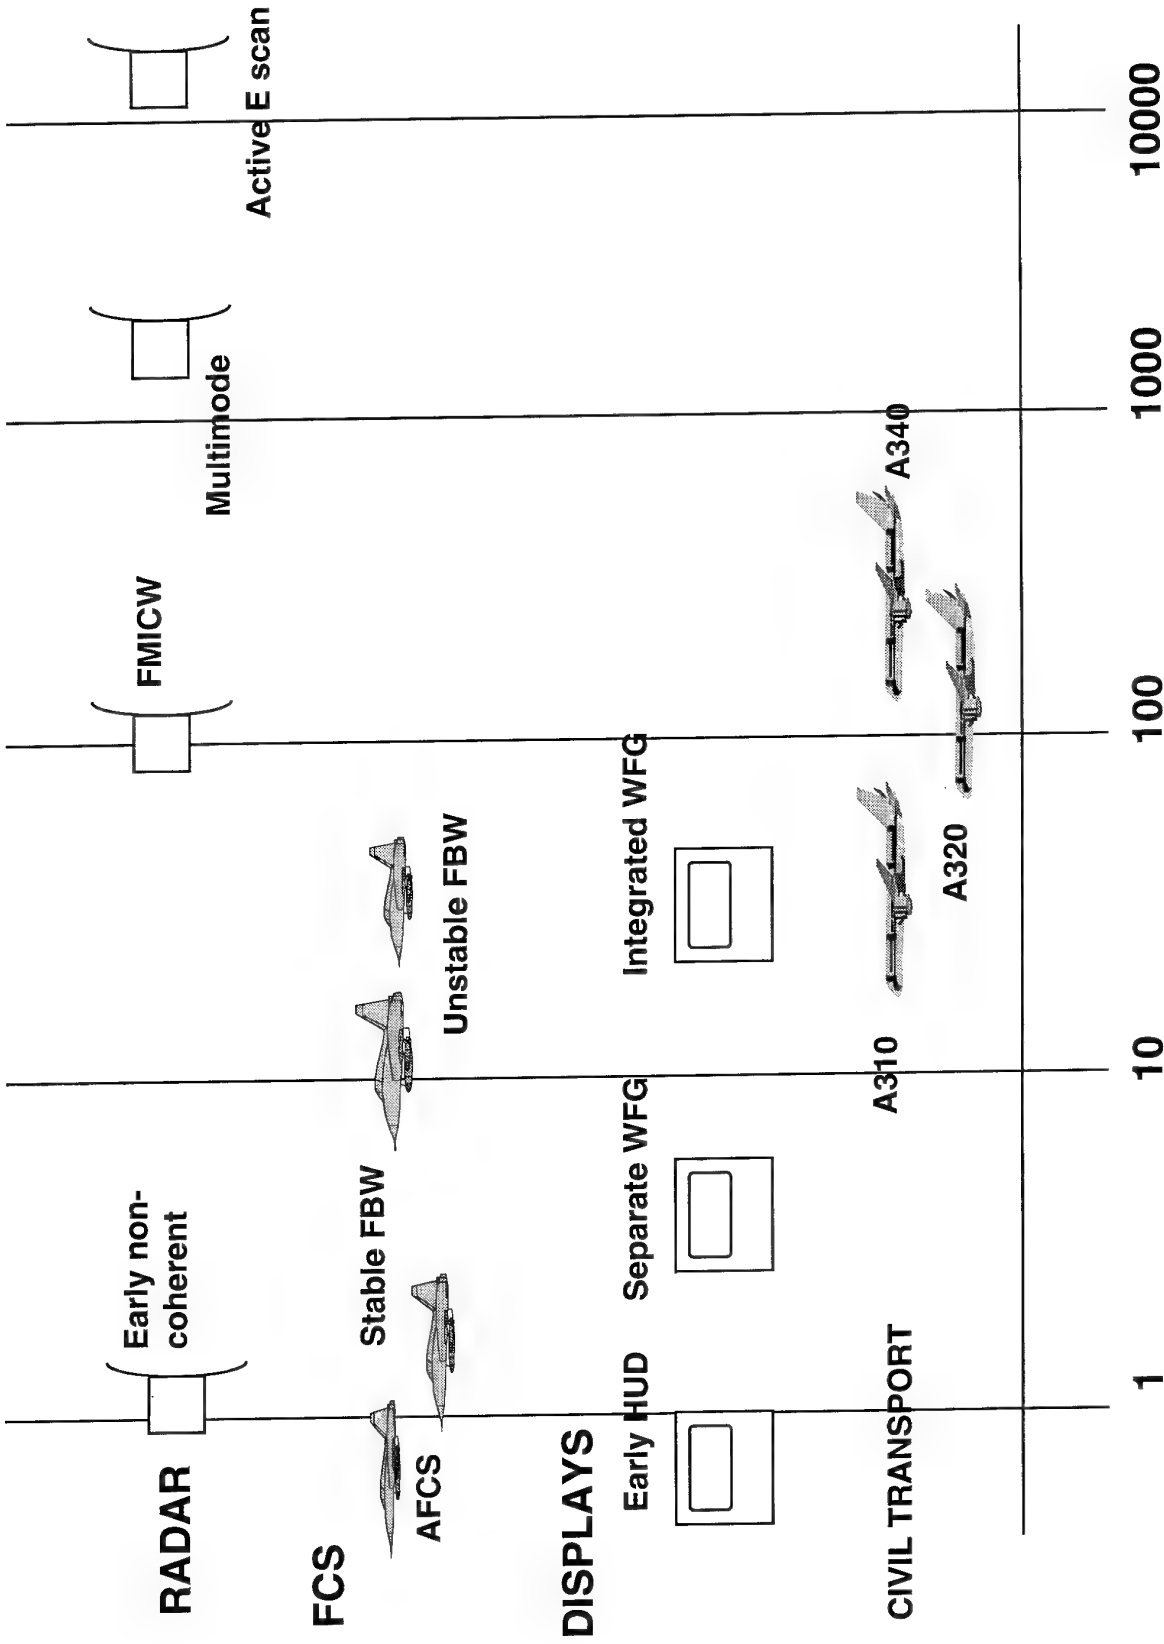 RADAR
Early non-
coherent
FMICW
Multimode
Active E scan
FCS
AFCS
Stable FBW
Unstable FBW
DISPLAYS
Early HUD
Separate WFG
Integrated WFG
CIVIL TRANSPORT
A310
A320
A340
1
10
100
1000
10000